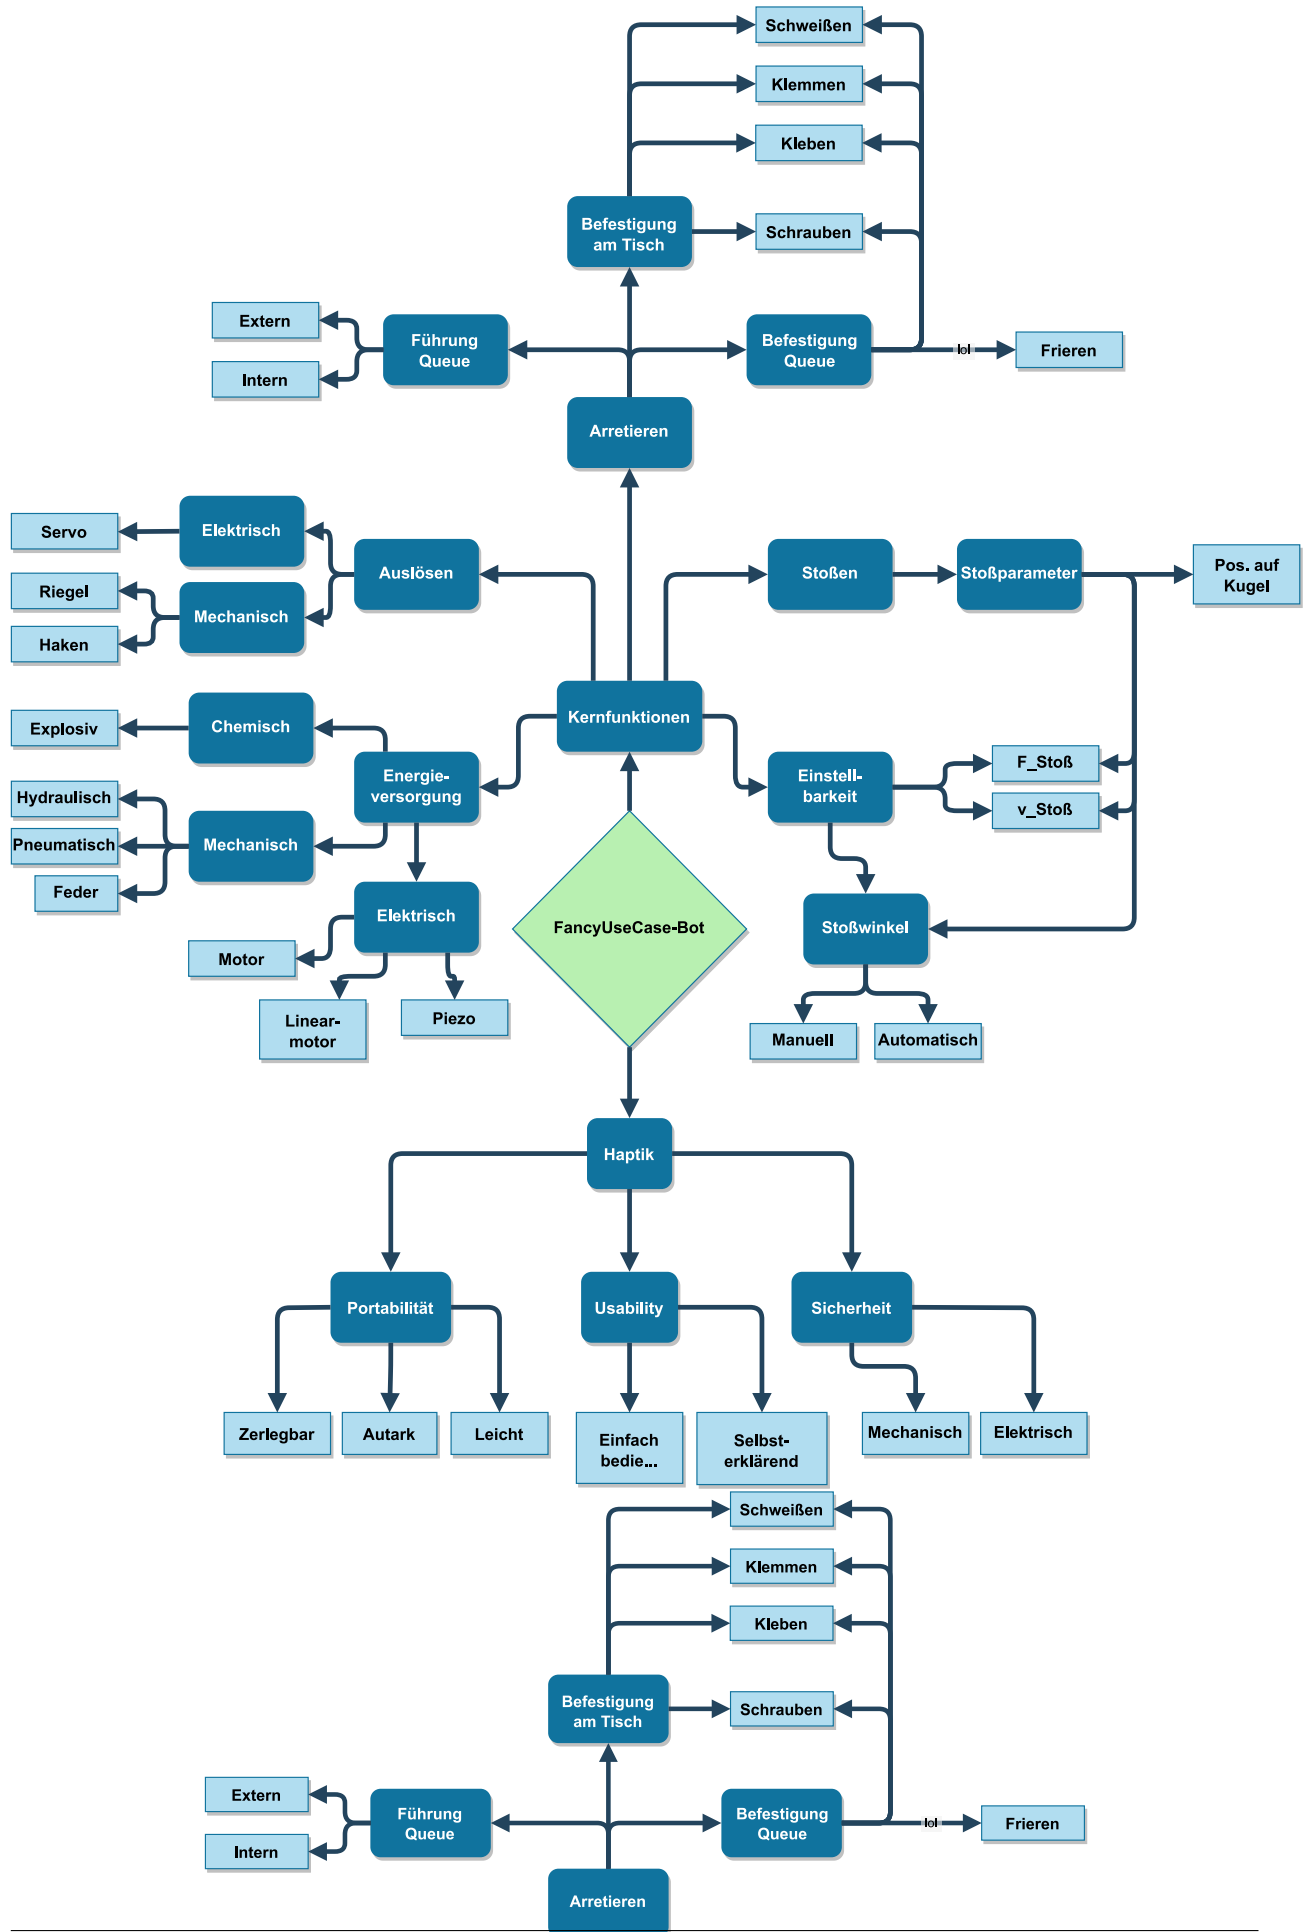 Schweißen
Klemmen
Kleben
Befestigung
am Tisch
Schrauben
Extern
Führung
Queue
Intern
Befestigung
Queue
lol
Frieren
Arretieren
Servo
Elektrisch
Auslösen
Riegel
Mechanisch
Haken
Stoßen
Stoßparameter
Pos. auf
Kugel
Kernfunktionen
Explosiv
Chemisch
Energie-
versorgung
Hydraulisch
Pneumatisch
Mechanisch
Feder
Einstell-
barkeit
F_Stoß
v_Stoß
Elektrisch
Motor
Linear-
motor
Piezo
FancyUseCase-Bot
Stoßwinkel
Manuell
Automatisch
Haptik
Portabilität
Usability
Sicherheit
Zerlegbar
Autark
Leicht
Einfach
bedie...
Selbst-
erklärend
Mechanisch
Elektrisch
Schweißen
Klemmen
Kleben
Befestigung
am Tisch
Schrauben
Extern
Führung
Queue
Intern
Befestigung
Queue
lol
Frieren
Arretieren